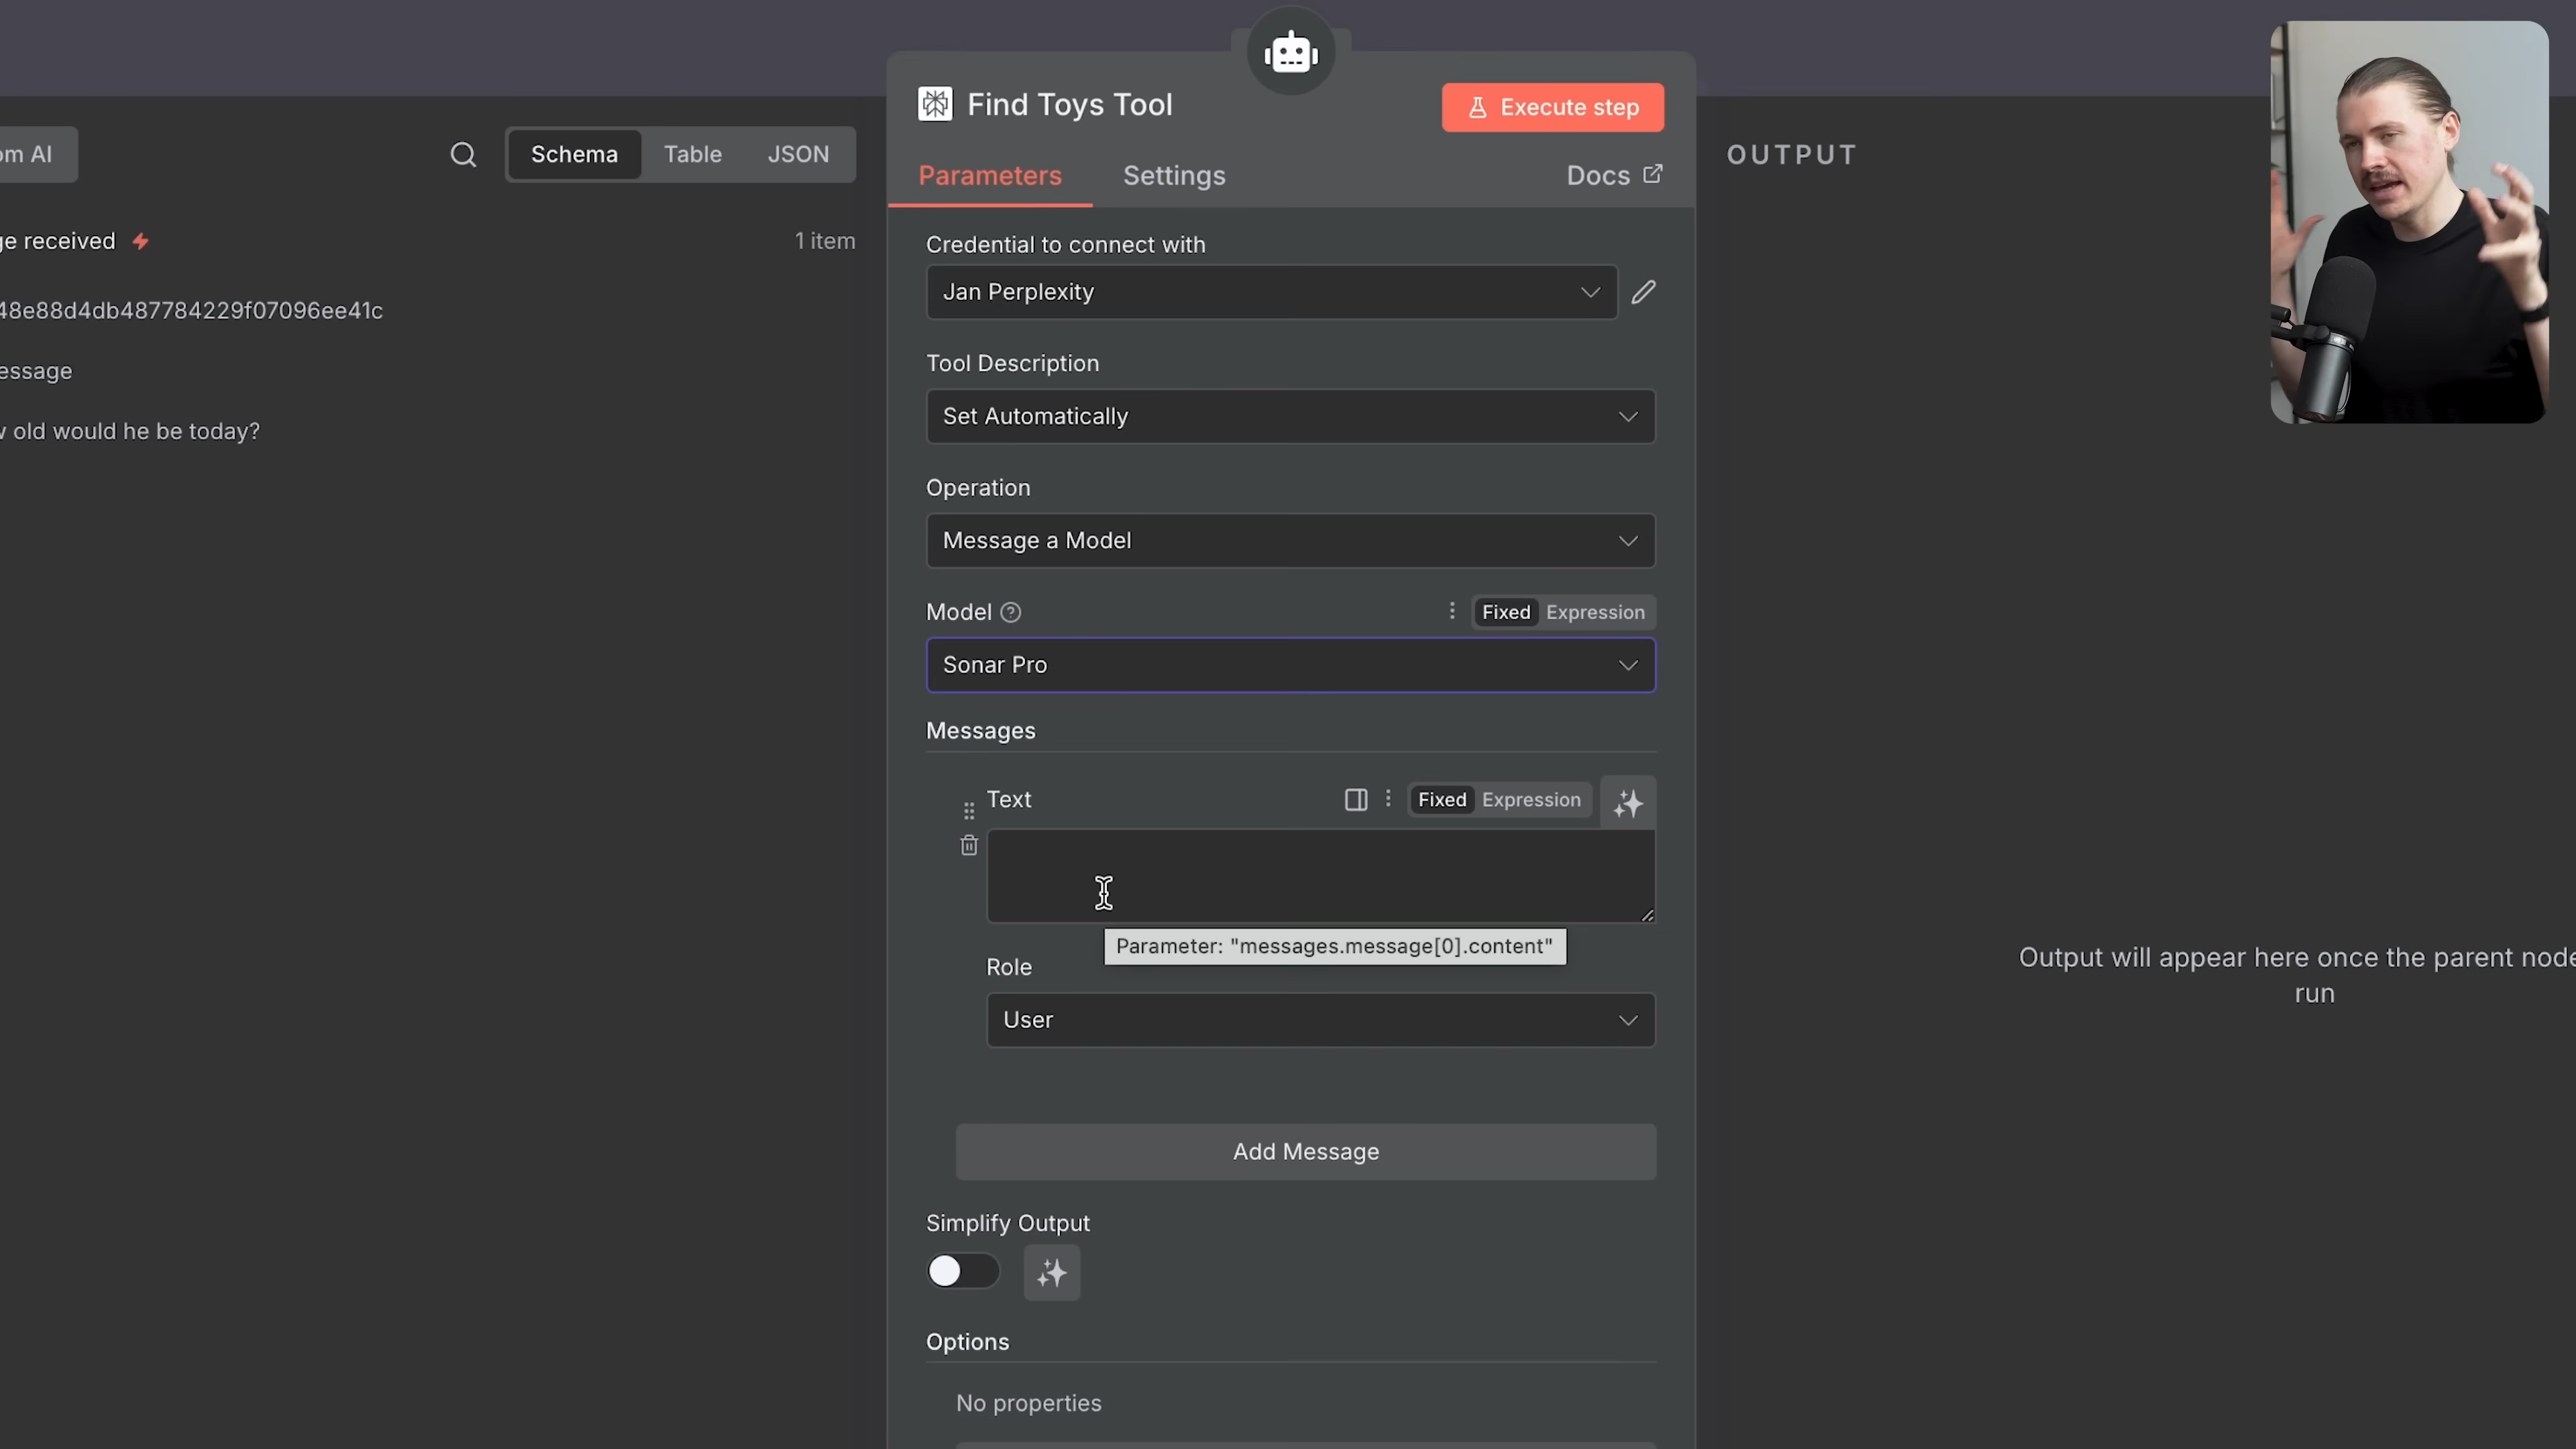 om AI
Schema
Table
JSON
ge received
1 item
48e88d4db487784229f07096ee41c
essage
old would he be today?
Find Toys Tool
Execute step
Parameters
Settings
Docs
Credential to connect with
Jan Perplexity
Tool Description
Set Automatically
Operation
Message a Model
Model
Fixed Expression
Sonar Pro
Messages
Text
Fixed Expression
Parameter: "messages.message[0].content"
Role
User
Add Message
Simplify Output
Options
No properties
OUTPUT
Output will appear here once the parent node
run